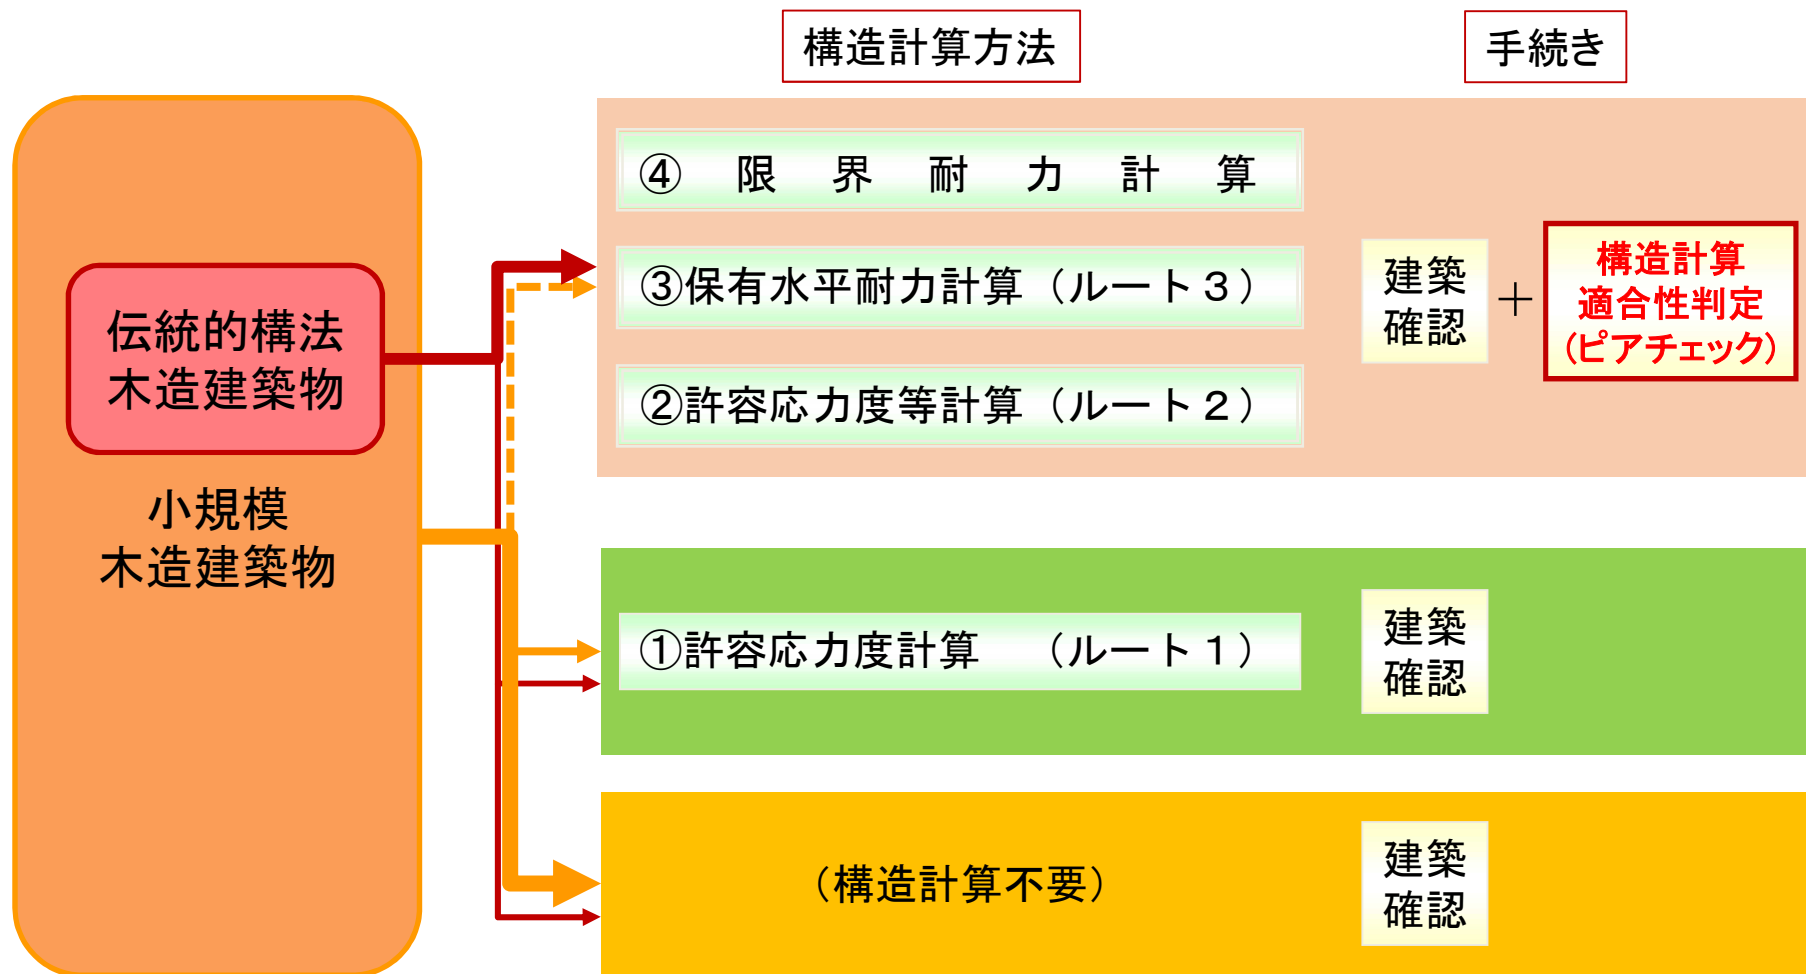 構造計算方法
手続き
伝統的構法
木造建築物
小規模
木造建築物
④ 限界耐力計算
③保有水平耐力計算（ルート３）
②許容応力度等計算（ルート２）
建築
確認
＋
構造計算
適合性判定
(ピアチェック)
①許容応力度計算　（ルート１）
建築
確認
（構造計算不要）
建築
確認